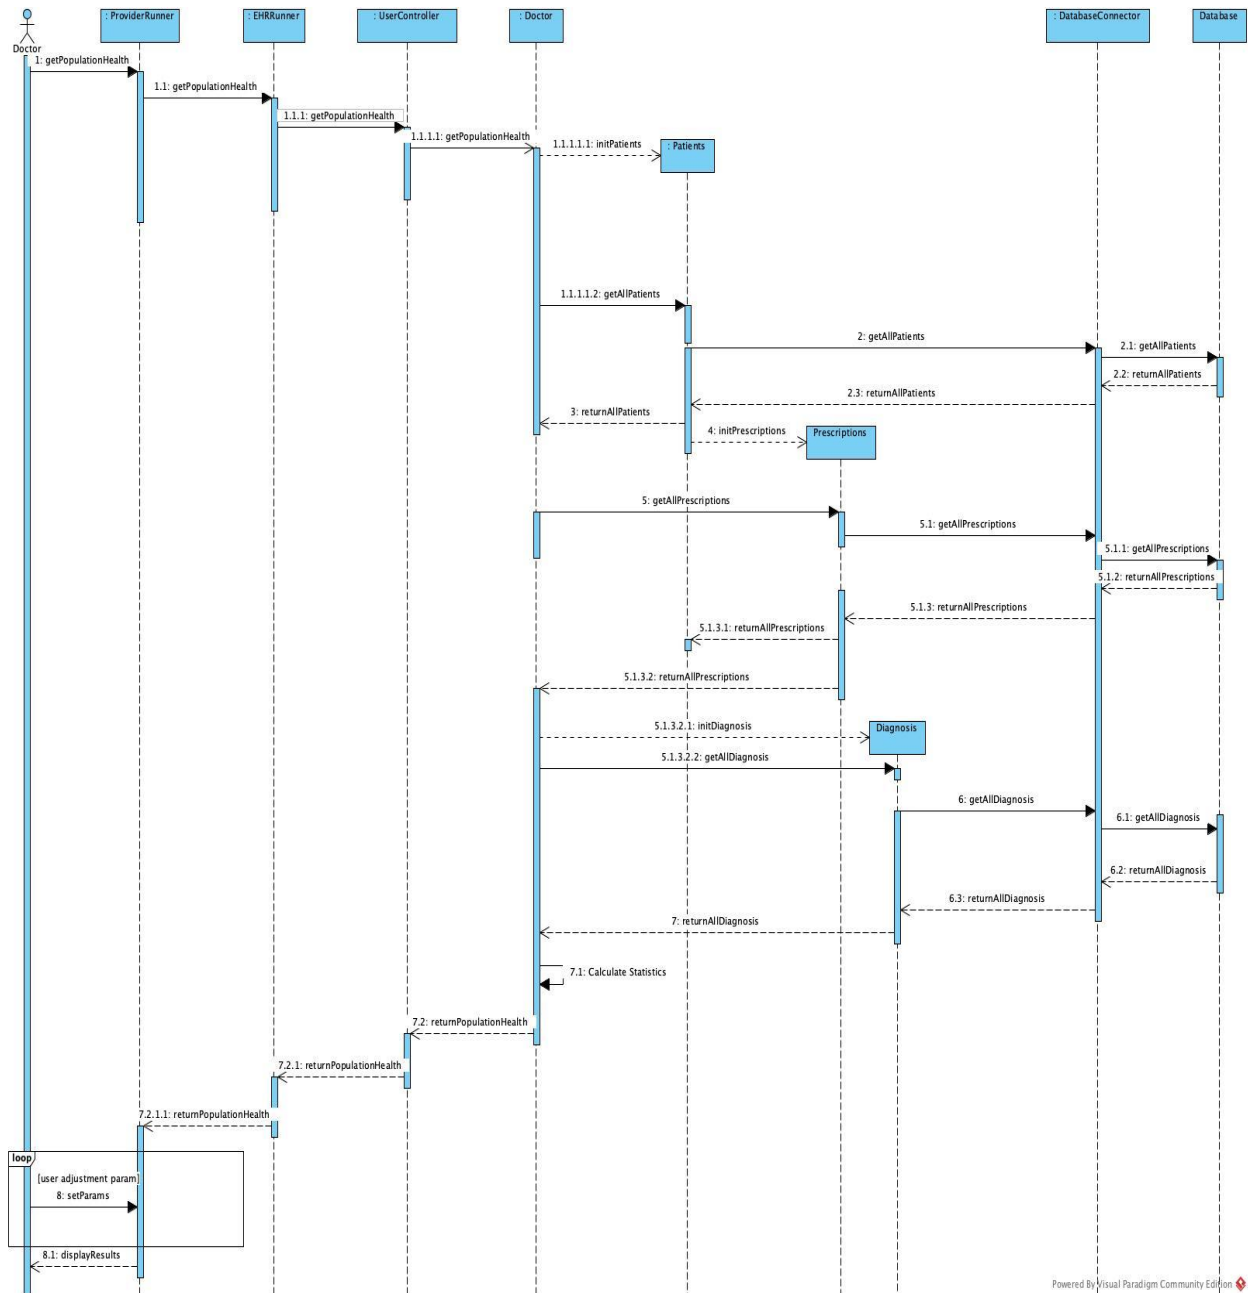 : ProviderRunner
: EHRRunner
: UserController
: Doctor
: DatabaseConnector
Database
Doctor
1: getPopulationHealth
1.1: getPopulationHealth
1.1.1: getPopulationHealth
1.1.1.1: getPopulationHealth
1.1.1.1.1: initPatients
: Patients
1.1.1.1.2: getAllPatients
2: getAllPatients
2.1: getAllPatients
2.2: returnAllPatients
2.3: returnAllPatients
3: returnAllPatients
4: initPrescriptions
Prescriptions
5: getAllPrescriptions
5.1: getAllPrescriptions
5.1.1: getAllPrescriptions
5.1.2: returnAllPrescriptions
5.1.3: returnAllPrescriptions
5.1.3.1: returnAllPrescriptions
5.1.3.2: returnAllPrescriptions
5.1.3.2.1: initDiagnosis
Diagnosis
5.1.3.2.2: getAllDiagnosis
6: getAllDiagnosis
6.1: getAllDiagnosis
6.2: returnAllDiagnosis
6.3: returnAllDiagnosis
7: returnAllDiagnosis
7.1: Calculate Statistics
7.2: returnPopulationHealth
7.2.1: returnPopulationHealth
7.2.1.1: returnPopulationHealth
loop
[user adjustment param]
8: setParams
8.1: displayResults
Powered By Visual Paradigm Community Edition